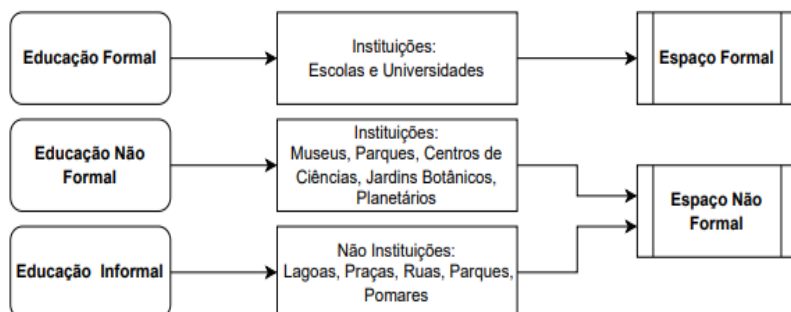 Educação Formal
Instituições:
Escolas e Universidades
Espaço Formal
Educação Não
Formal
Instituições:
Museus, Parques, Centros de
Ciências, Jardins Botânicos,
Planetários
Espaço Não
Formal
Educação Informal
Não Instituições:
Lagoas, Praças, Ruas, Parques,
Pomares